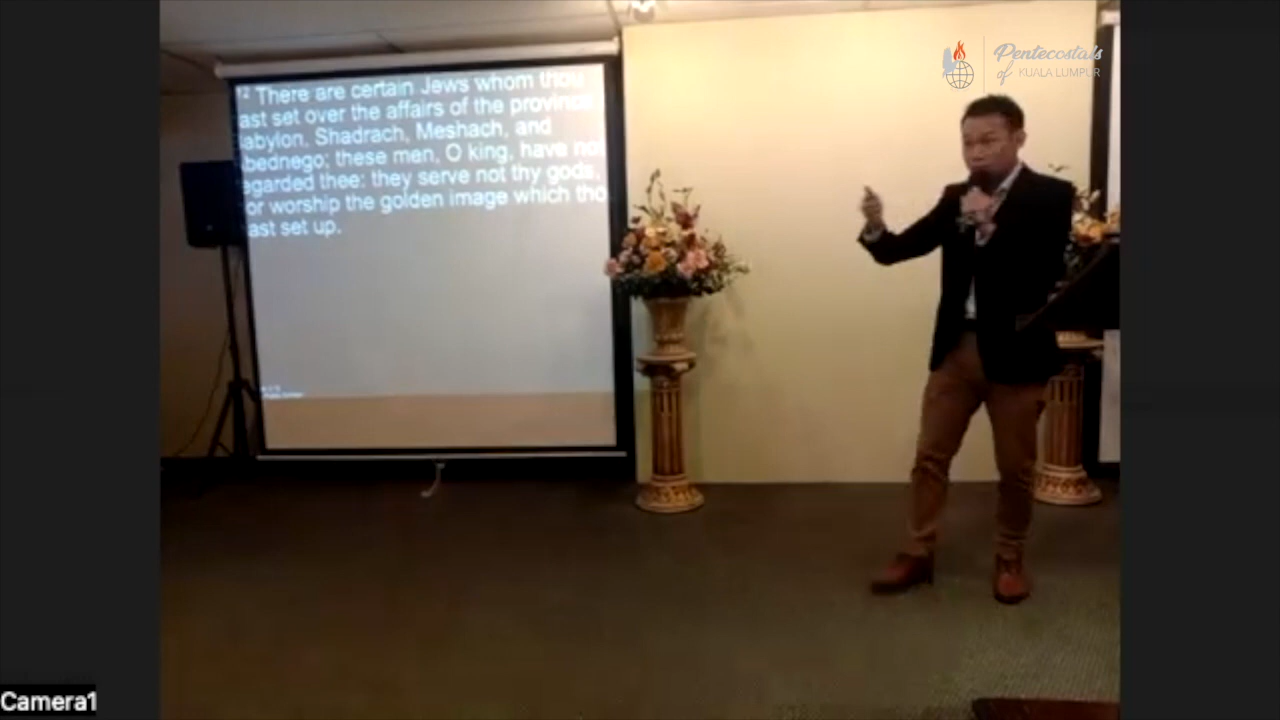 12 There are certain Jews whom thou
ast set over the affairs of the province
abylon, Shadrach, Meshach, and
bednego; these men, O king, have not
egarded thee: they serve not thy gods,
or worship the golden image which tho
ast set up.
Pentecostals
of KUALA LUMPUR
Camera1